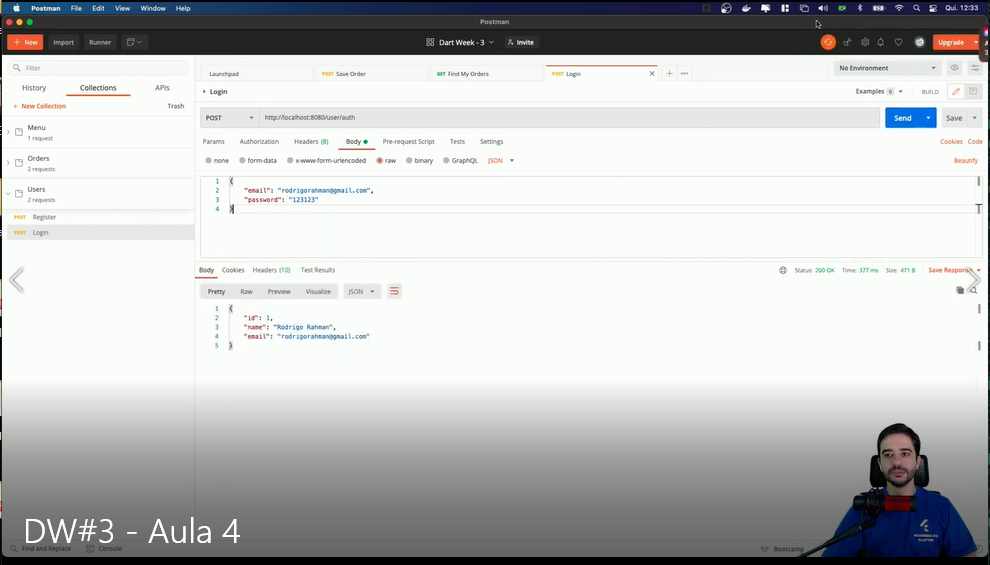 Postman File Edit View Window Help Qui. 12:33
Postman
+ New Import Runner Dart Week - 3 Invite Upgrade
Filter
History Collections APIs
+ New Collection Trash
Menu
1 request
Orders
2 requests
Users
2 requests
POST Register
POST Login
Launchpad POST Save Order GET Find My Orders POST Login No Environment
Login Examples 0 BUILD
POST http://localhost:8080/user/auth Send Save
Params Authorization Headers (8) Body Pre-request Script Tests Settings Cookies Code
none form-data x-www-form-urlencoded raw binary GraphQL JSON Beautify
1 {
2 "email": "rodrigorahman@gmail.com",
3 "password": "123123"
4 }
Body Cookies Headers (10) Test Results Status: 200 OK Time: 377 ms Size: 471 B Save Response
Pretty Raw Preview Visualize JSON
1 {
2 "id": 1,
3 "name": "Rodrigo Rahman",
4 "email": "rodrigorahman@gmail.com"
5 }
DW#3 - Aula 4
Find and Replace Console Bootcamp